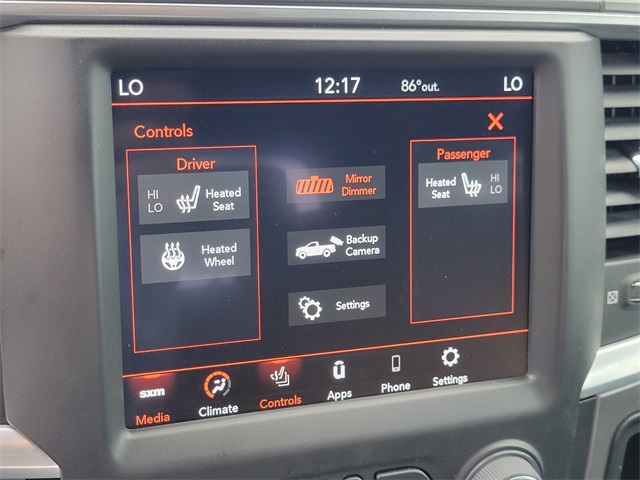 LO 12:17 86°out. LO
Controls
Driver
HI
LO
Heated
Seat
Heated
Wheel
Mirror
Dimmer
Backup
Camera
Settings
Passenger
Heated
Seat
HI
LO
sxm
Media
Climate
Controls
Apps
Phone
Settings